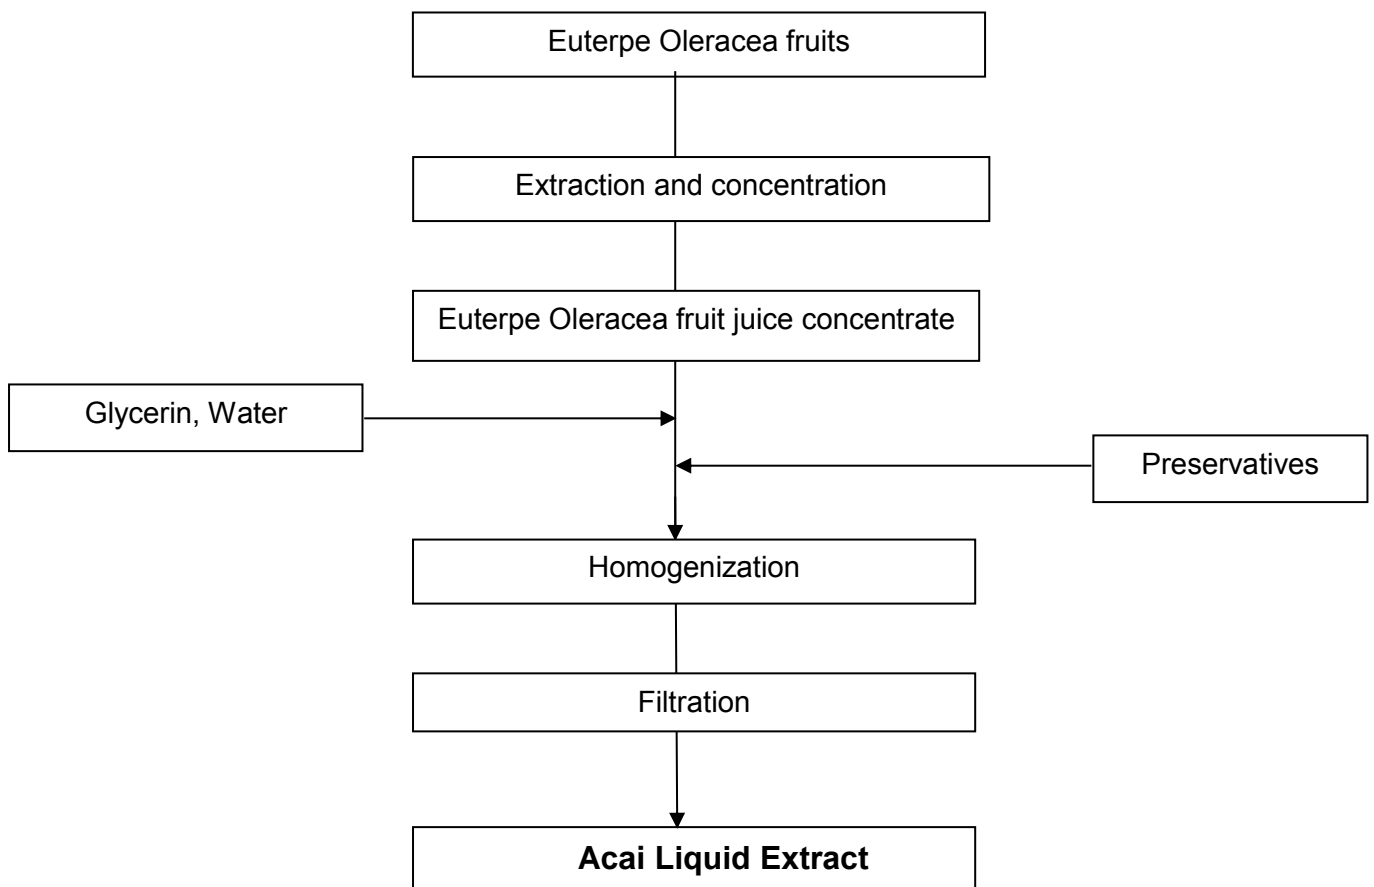 Euterpe Oleracea fruits
Extraction and concentration
Euterpe Oleracea fruit juice concentrate
Glycerin, Water
Preservatives
Homogenization
Filtration
Acai Liquid Extract